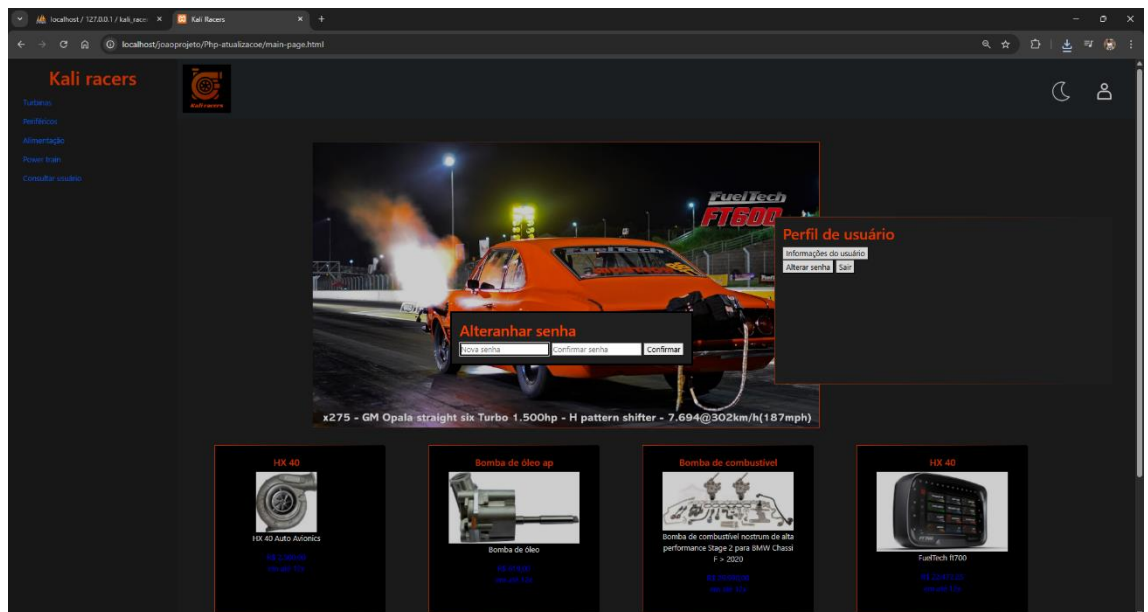 localhost / 127.0.0.1 / kali_race
Kali Racers
localhost/joaoprojeto/Php-atualizacoe/main-page.html
Kali racers
Turbinas
Periféricos
Alimentação
Power train
Consultar usuário
Kali racers
FuelTech
FT600
Perfil de usuário
Informações do usuário
Alterar senha Sair
Alteranhar senha
Nova senha Confirmar senha Confirmar
x275 - GM Opala straight six Turbo 1.500hp - H pattern shifter - 7.694@302km/h(187mph)
HX 40
HX 40 Auto Avionics
Bomba de óleo ap
Bomba de óleo
Bomba de combustível
Bomba de combustível nostrum de alta
performance Stage 2 para BMW Chassi
F > 2020
HX 40
FuelTech ft700